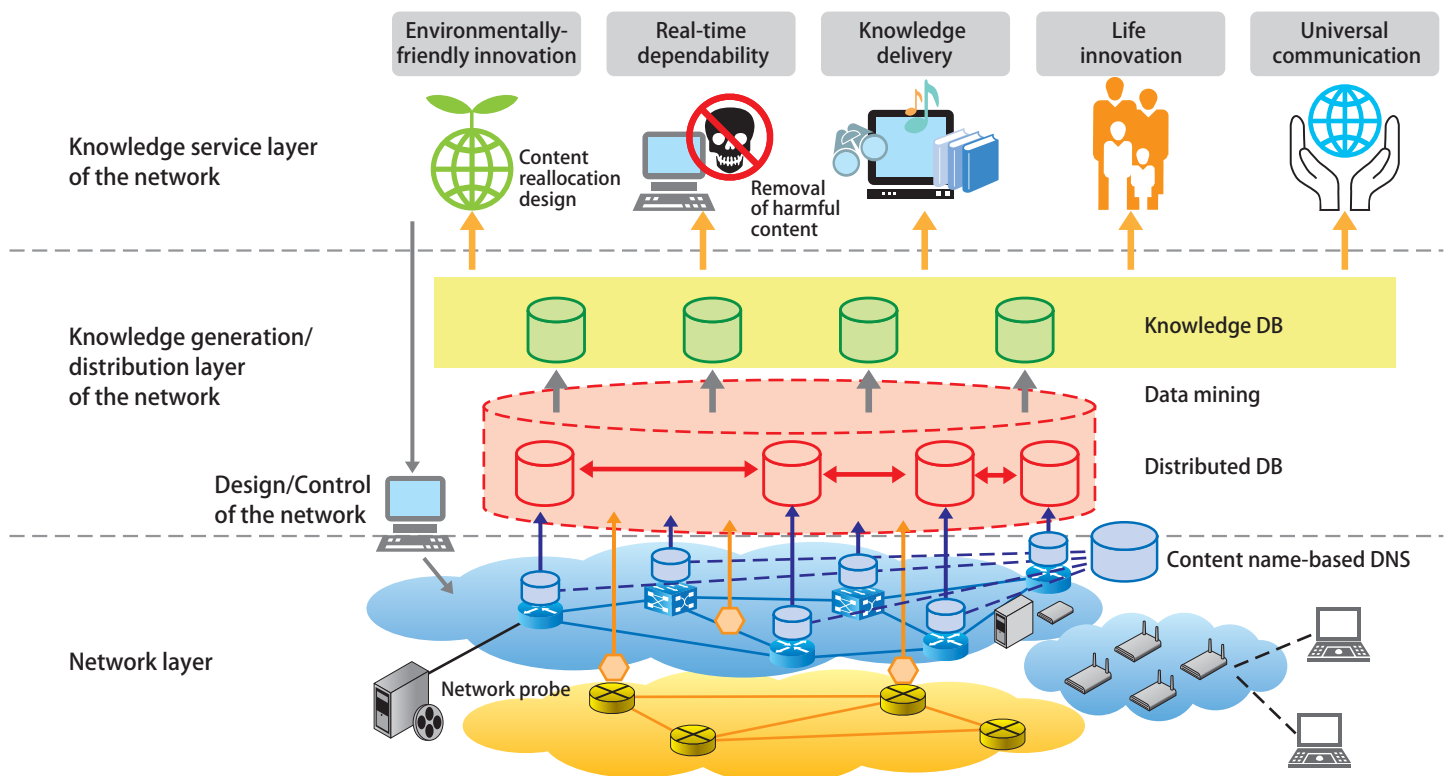 Environmentally-
friendly innovation
Real-time
dependability
Knowledge
delivery
Life
innovation
Universal
communication
Knowledge service layer
of the network
Content
reallocation
design
Removal
of harmful
content
Knowledge generation/
distribution layer
of the network
Knowledge DB
Data mining
Distributed DB
Design/Control
of the network
Content name-based DNS
Network layer
Network probe